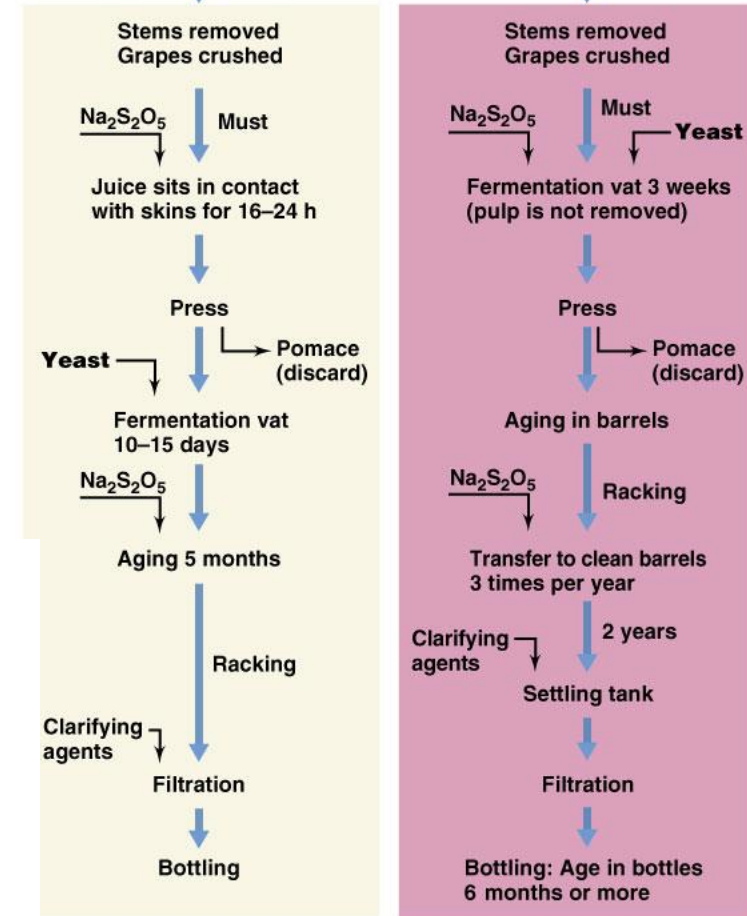 Stems removed
Grapes crushed
Na₂S₂O₅
Must
Juice sits in contact
with skins for 16–24 h
Press
Yeast
Pomace
(discard)
Fermentation vat
10–15 days
Na₂S₂O₅
Aging 5 months
Racking
Clarifying
agents
Filtration
Bottling
Stems removed
Grapes crushed
Na₂S₂O₅
Must
Yeast
Fermentation vat 3 weeks
(pulp is not removed)
Press
Pomace
(discard)
Aging in barrels
Na₂S₂O₅
Racking
Transfer to clean barrels
3 times per year
2 years
Clarifying
agents
Settling tank
Filtration
Bottling: Age in bottles
6 months or more